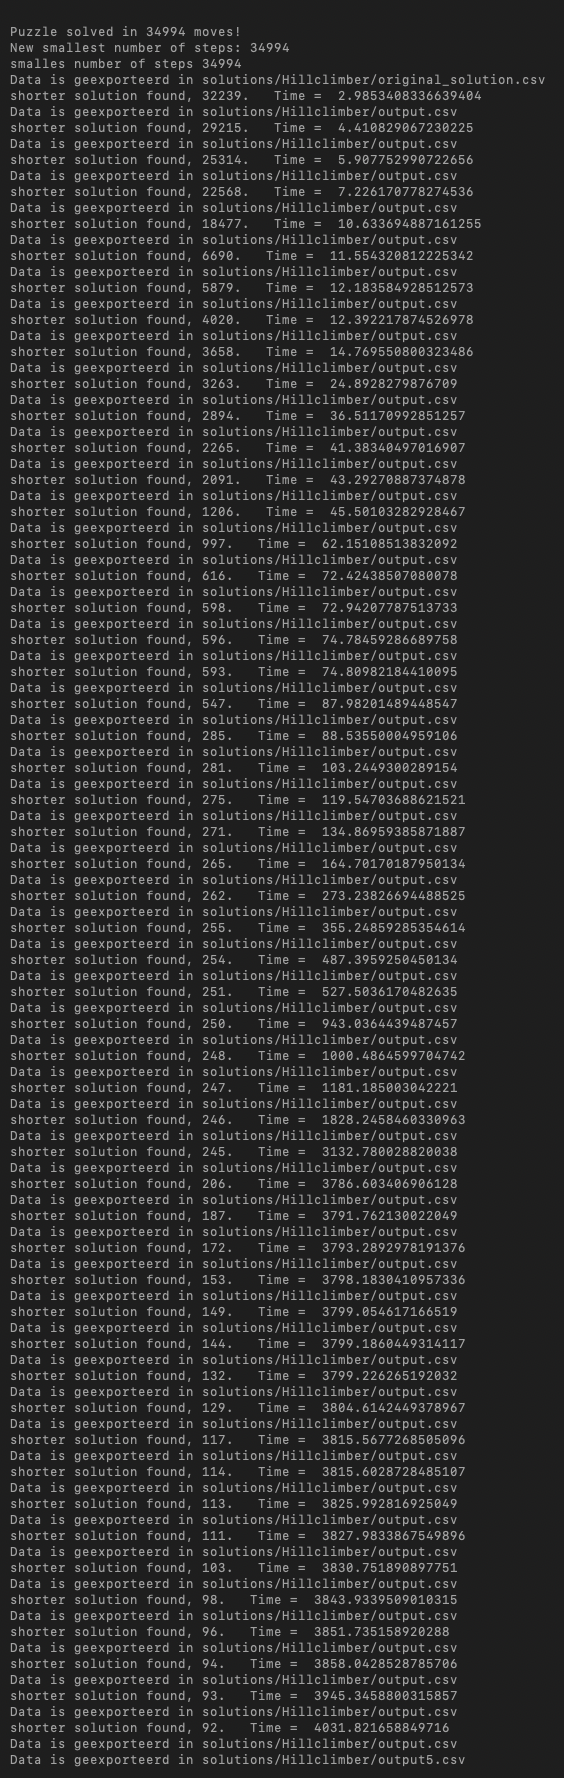 Puzzle solved in 34994 moves!
New smallest number of steps: 34994
smalles number of steps 34994
Data is geexporteerd in solutions/Hillclimber/original_solution.csv
shorter solution found, 32239.   Time =  2.9853408336639404
Data is geexporteerd in solutions/Hillclimber/output.csv
shorter solution found, 29215.   Time =  4.410829067230225
Data is geexporteerd in solutions/Hillclimber/output.csv
shorter solution found, 25314.   Time =  5.907752990722656
Data is geexporteerd in solutions/Hillclimber/output.csv
shorter solution found, 22568.   Time =  7.226170778274536
Data is geexporteerd in solutions/Hillclimber/output.csv
shorter solution found, 18477.   Time =  10.633694887161255
Data is geexporteerd in solutions/Hillclimber/output.csv
shorter solution found, 6690.   Time =  11.554320812225342
Data is geexporteerd in solutions/Hillclimber/output.csv
shorter solution found, 5879.   Time =  12.183584928512573
Data is geexporteerd in solutions/Hillclimber/output.csv
shorter solution found, 4020.   Time =  12.392217874526978
Data is geexporteerd in solutions/Hillclimber/output.csv
shorter solution found, 3658.   Time =  14.769550800323486
Data is geexporteerd in solutions/Hillclimber/output.csv
shorter solution found, 3263.   Time =  24.8928279876709
Data is geexporteerd in solutions/Hillclimber/output.csv
shorter solution found, 2894.   Time =  36.51170992851257
Data is geexporteerd in solutions/Hillclimber/output.csv
shorter solution found, 2265.   Time =  41.38340497016907
Data is geexporteerd in solutions/Hillclimber/output.csv
shorter solution found, 2091.   Time =  43.29270887374878
Data is geexporteerd in solutions/Hillclimber/output.csv
shorter solution found, 1206.   Time =  45.50103282928467
Data is geexporteerd in solutions/Hillclimber/output.csv
shorter solution found, 997.   Time =  62.15108513832092
Data is geexporteerd in solutions/Hillclimber/output.csv
shorter solution found, 616.   Time =  72.42438507080078
Data is geexporteerd in solutions/Hillclimber/output.csv
shorter solution found, 598.   Time =  72.94207787513733
Data is geexporteerd in solutions/Hillclimber/output.csv
shorter solution found, 596.   Time =  74.78459286689758
Data is geexporteerd in solutions/Hillclimber/output.csv
shorter solution found, 593.   Time =  74.80982184410095
Data is geexporteerd in solutions/Hillclimber/output.csv
shorter solution found, 547.   Time =  87.98201489448547
Data is geexporteerd in solutions/Hillclimber/output.csv
shorter solution found, 285.   Time =  88.53550004959106
Data is geexporteerd in solutions/Hillclimber/output.csv
shorter solution found, 281.   Time =  103.2449300289154
Data is geexporteerd in solutions/Hillclimber/output.csv
shorter solution found, 275.   Time =  119.54703688621521
Data is geexporteerd in solutions/Hillclimber/output.csv
shorter solution found, 271.   Time =  134.86959385871887
Data is geexporteerd in solutions/Hillclimber/output.csv
shorter solution found, 265.   Time =  164.70170187950134
Data is geexporteerd in solutions/Hillclimber/output.csv
shorter solution found, 262.   Time =  273.23826694488525
Data is geexporteerd in solutions/Hillclimber/output.csv
shorter solution found, 255.   Time =  355.24859285354614
Data is geexporteerd in solutions/Hillclimber/output.csv
shorter solution found, 254.   Time =  487.3959250450134
Data is geexporteerd in solutions/Hillclimber/output.csv
shorter solution found, 251.   Time =  527.5036170482635
Data is geexporteerd in solutions/Hillclimber/output.csv
shorter solution found, 250.   Time =  943.0364439487457
Data is geexporteerd in solutions/Hillclimber/output.csv
shorter solution found, 248.   Time =  1000.4864599704742
Data is geexporteerd in solutions/Hillclimber/output.csv
shorter solution found, 247.   Time =  1181.185003042221
Data is geexporteerd in solutions/Hillclimber/output.csv
shorter solution found, 246.   Time =  1828.2458460330963
Data is geexporteerd in solutions/Hillclimber/output.csv
shorter solution found, 245.   Time =  3132.780028820038
Data is geexporteerd in solutions/Hillclimber/output.csv
shorter solution found, 206.   Time =  3786.603406906128
Data is geexporteerd in solutions/Hillclimber/output.csv
shorter solution found, 187.   Time =  3791.762130022049
Data is geexporteerd in solutions/Hillclimber/output.csv
shorter solution found, 172.   Time =  3793.2892978191376
Data is geexporteerd in solutions/Hillclimber/output.csv
shorter solution found, 153.   Time =  3798.1830410957336
Data is geexporteerd in solutions/Hillclimber/output.csv
shorter solution found, 149.   Time =  3799.054617166519
Data is geexporteerd in solutions/Hillclimber/output.csv
shorter solution found, 144.   Time =  3799.1860449314117
Data is geexporteerd in solutions/Hillclimber/output.csv
shorter solution found, 132.   Time =  3799.226265192032
Data is geexporteerd in solutions/Hillclimber/output.csv
shorter solution found, 129.   Time =  3804.6142449378967
Data is geexporteerd in solutions/Hillclimber/output.csv
shorter solution found, 117.   Time =  3815.5677268505096
Data is geexporteerd in solutions/Hillclimber/output.csv
shorter solution found, 114.   Time =  3815.6028728485107
Data is geexporteerd in solutions/Hillclimber/output.csv
shorter solution found, 113.   Time =  3825.992816925049
Data is geexporteerd in solutions/Hillclimber/output.csv
shorter solution found, 111.   Time =  3827.9833867549896
Data is geexporteerd in solutions/Hillclimber/output.csv
shorter solution found, 103.   Time =  3830.751890897751
Data is geexporteerd in solutions/Hillclimber/output.csv
shorter solution found, 98.   Time =  3843.9339509010315
Data is geexporteerd in solutions/Hillclimber/output.csv
shorter solution found, 96.   Time =  3851.735158920288
Data is geexporteerd in solutions/Hillclimber/output.csv
shorter solution found, 94.   Time =  3858.0428528785706
Data is geexporteerd in solutions/Hillclimber/output.csv
shorter solution found, 93.   Time =  3945.3458800315857
Data is geexporteerd in solutions/Hillclimber/output.csv
shorter solution found, 92.   Time =  4031.821658849716
Data is geexporteerd in solutions/Hillclimber/output.csv
Data is geexporteerd in solutions/Hillclimber/output5.csv